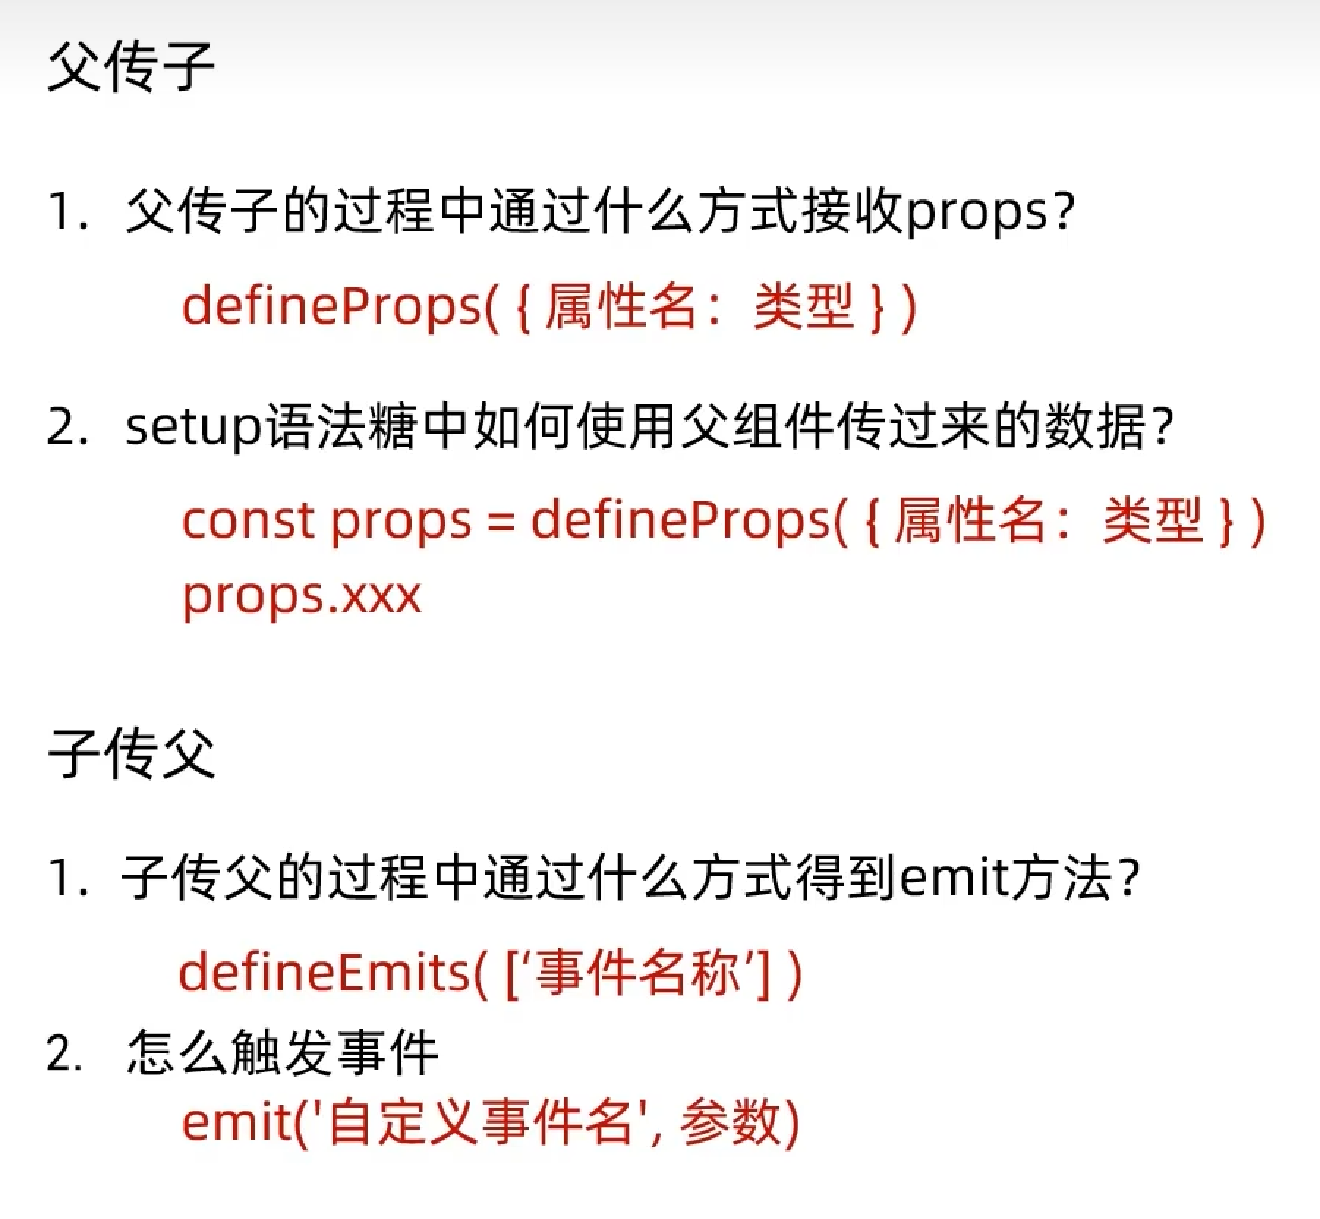 父传子
1. 父传子的过程中通过什么方式接收props？
defineProps( { 属性名：类型 } )
2. setup语法糖中如何使用父组件传过来的数据？
const props = defineProps( { 属性名：类型 } )
props.xxx
子传父
1. 子传父的过程中通过什么方式得到emit方法？
defineEmits( [‘事件名称’] )
2. 怎么触发事件
emit('自定义事件名', 参数)